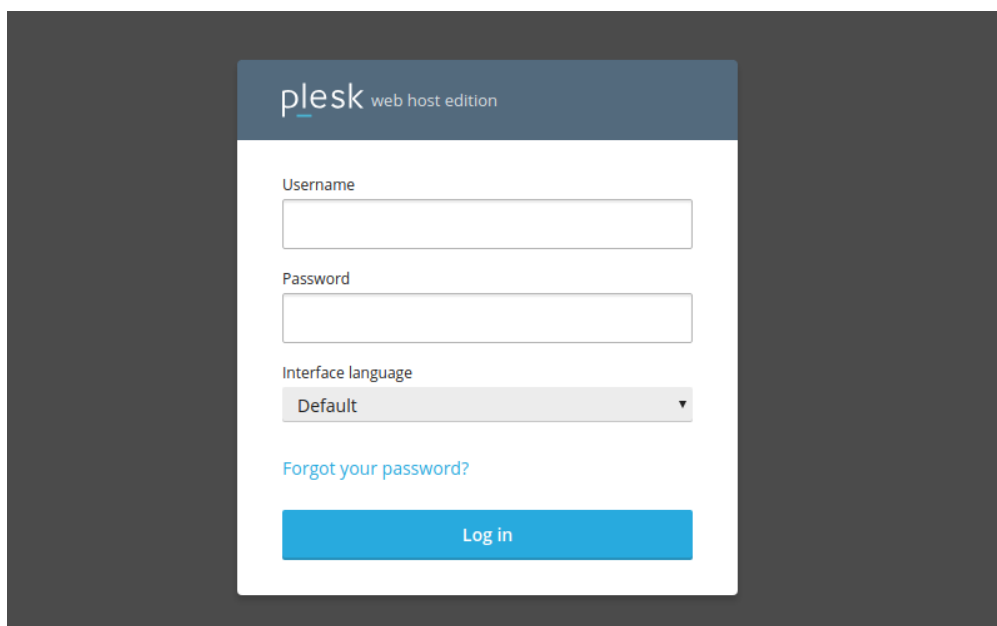 plesk web host edition
Username
Password
Interface language
Default
Forgot your password?
Log in